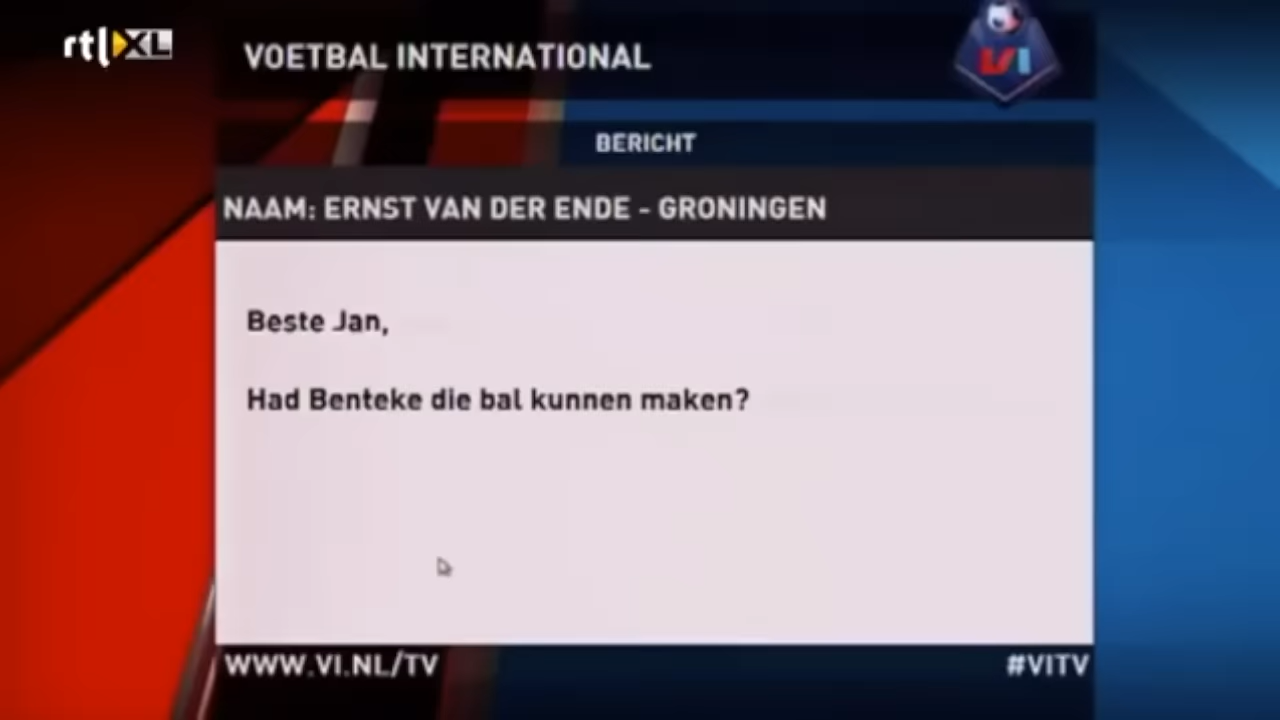 rtl XL
VOETBAL INTERNATIONAL
VI
BERICHT
NAAM: ERNST VAN DER ENDE - GRONINGEN
Beste Jan,
Had Benteke die bal kunnen maken?
WWW.VI.NL/TV
#VITV